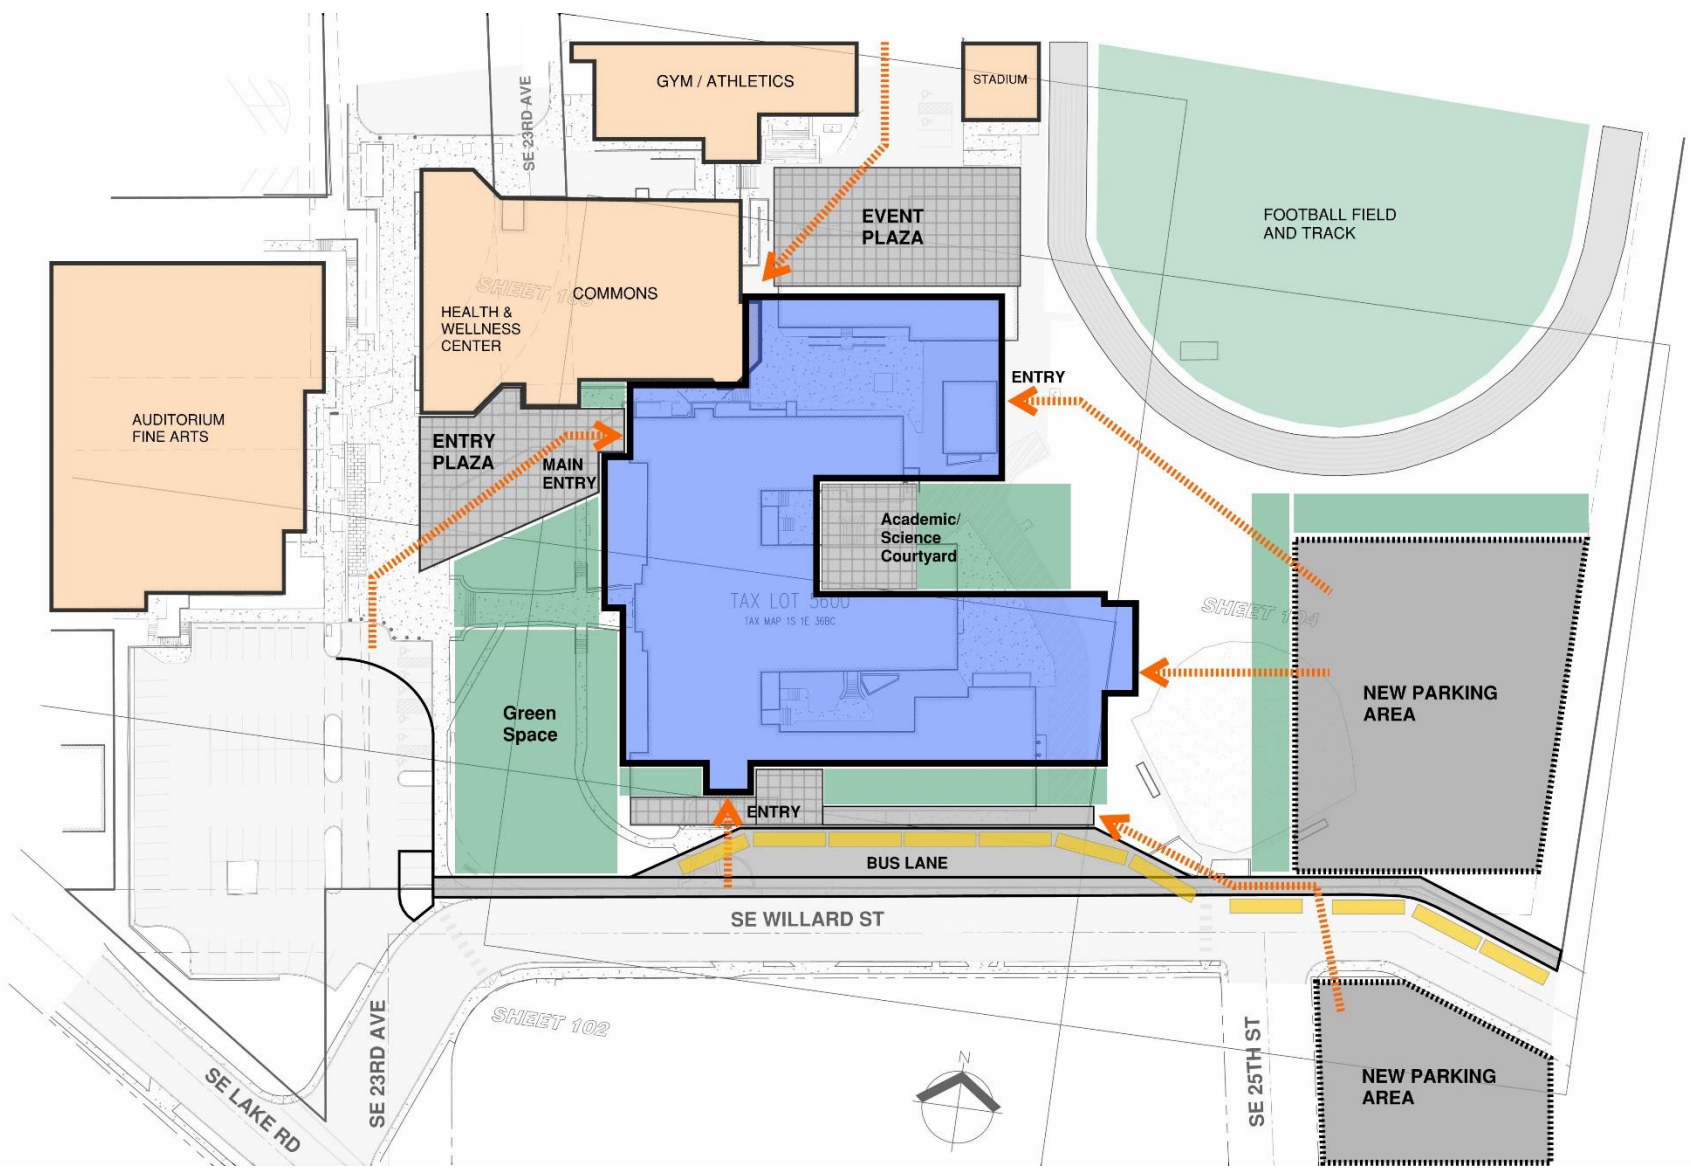 GYM / ATHLETICS
STADIUM
SE 23RD AVE
EVENT
PLAZA
FOOTBALL FIELD
AND TRACK
COMMONS
HEALTH &
WELLNESS
CENTER
ENTRY
AUDITORIUM
FINE ARTS
ENTRY
PLAZA
MAIN
ENTRY
Academic/
Science
Courtyard
TAX LOT 5600
TAX MAP 1S 1E 36BC
SHEET 104
NEW PARKING
AREA
Green
Space
ENTRY
BUS LANE
SE WILLARD ST
SHEET 102
SE 23RD AVE
SE LAKE RD
N
SE 25TH ST
NEW PARKING
AREA